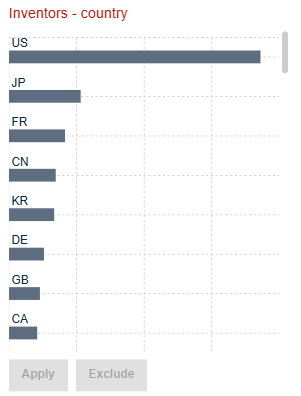 Inventors - country
US
JP
FR
CN
KR
DE
GB
CA
Apply Exclude